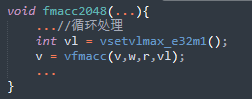 void fmacc2048(...){
...//循环处理
int vl = vsetvlmax_e32m1();
v = vfmacc(v,w,r,vl);
...
}